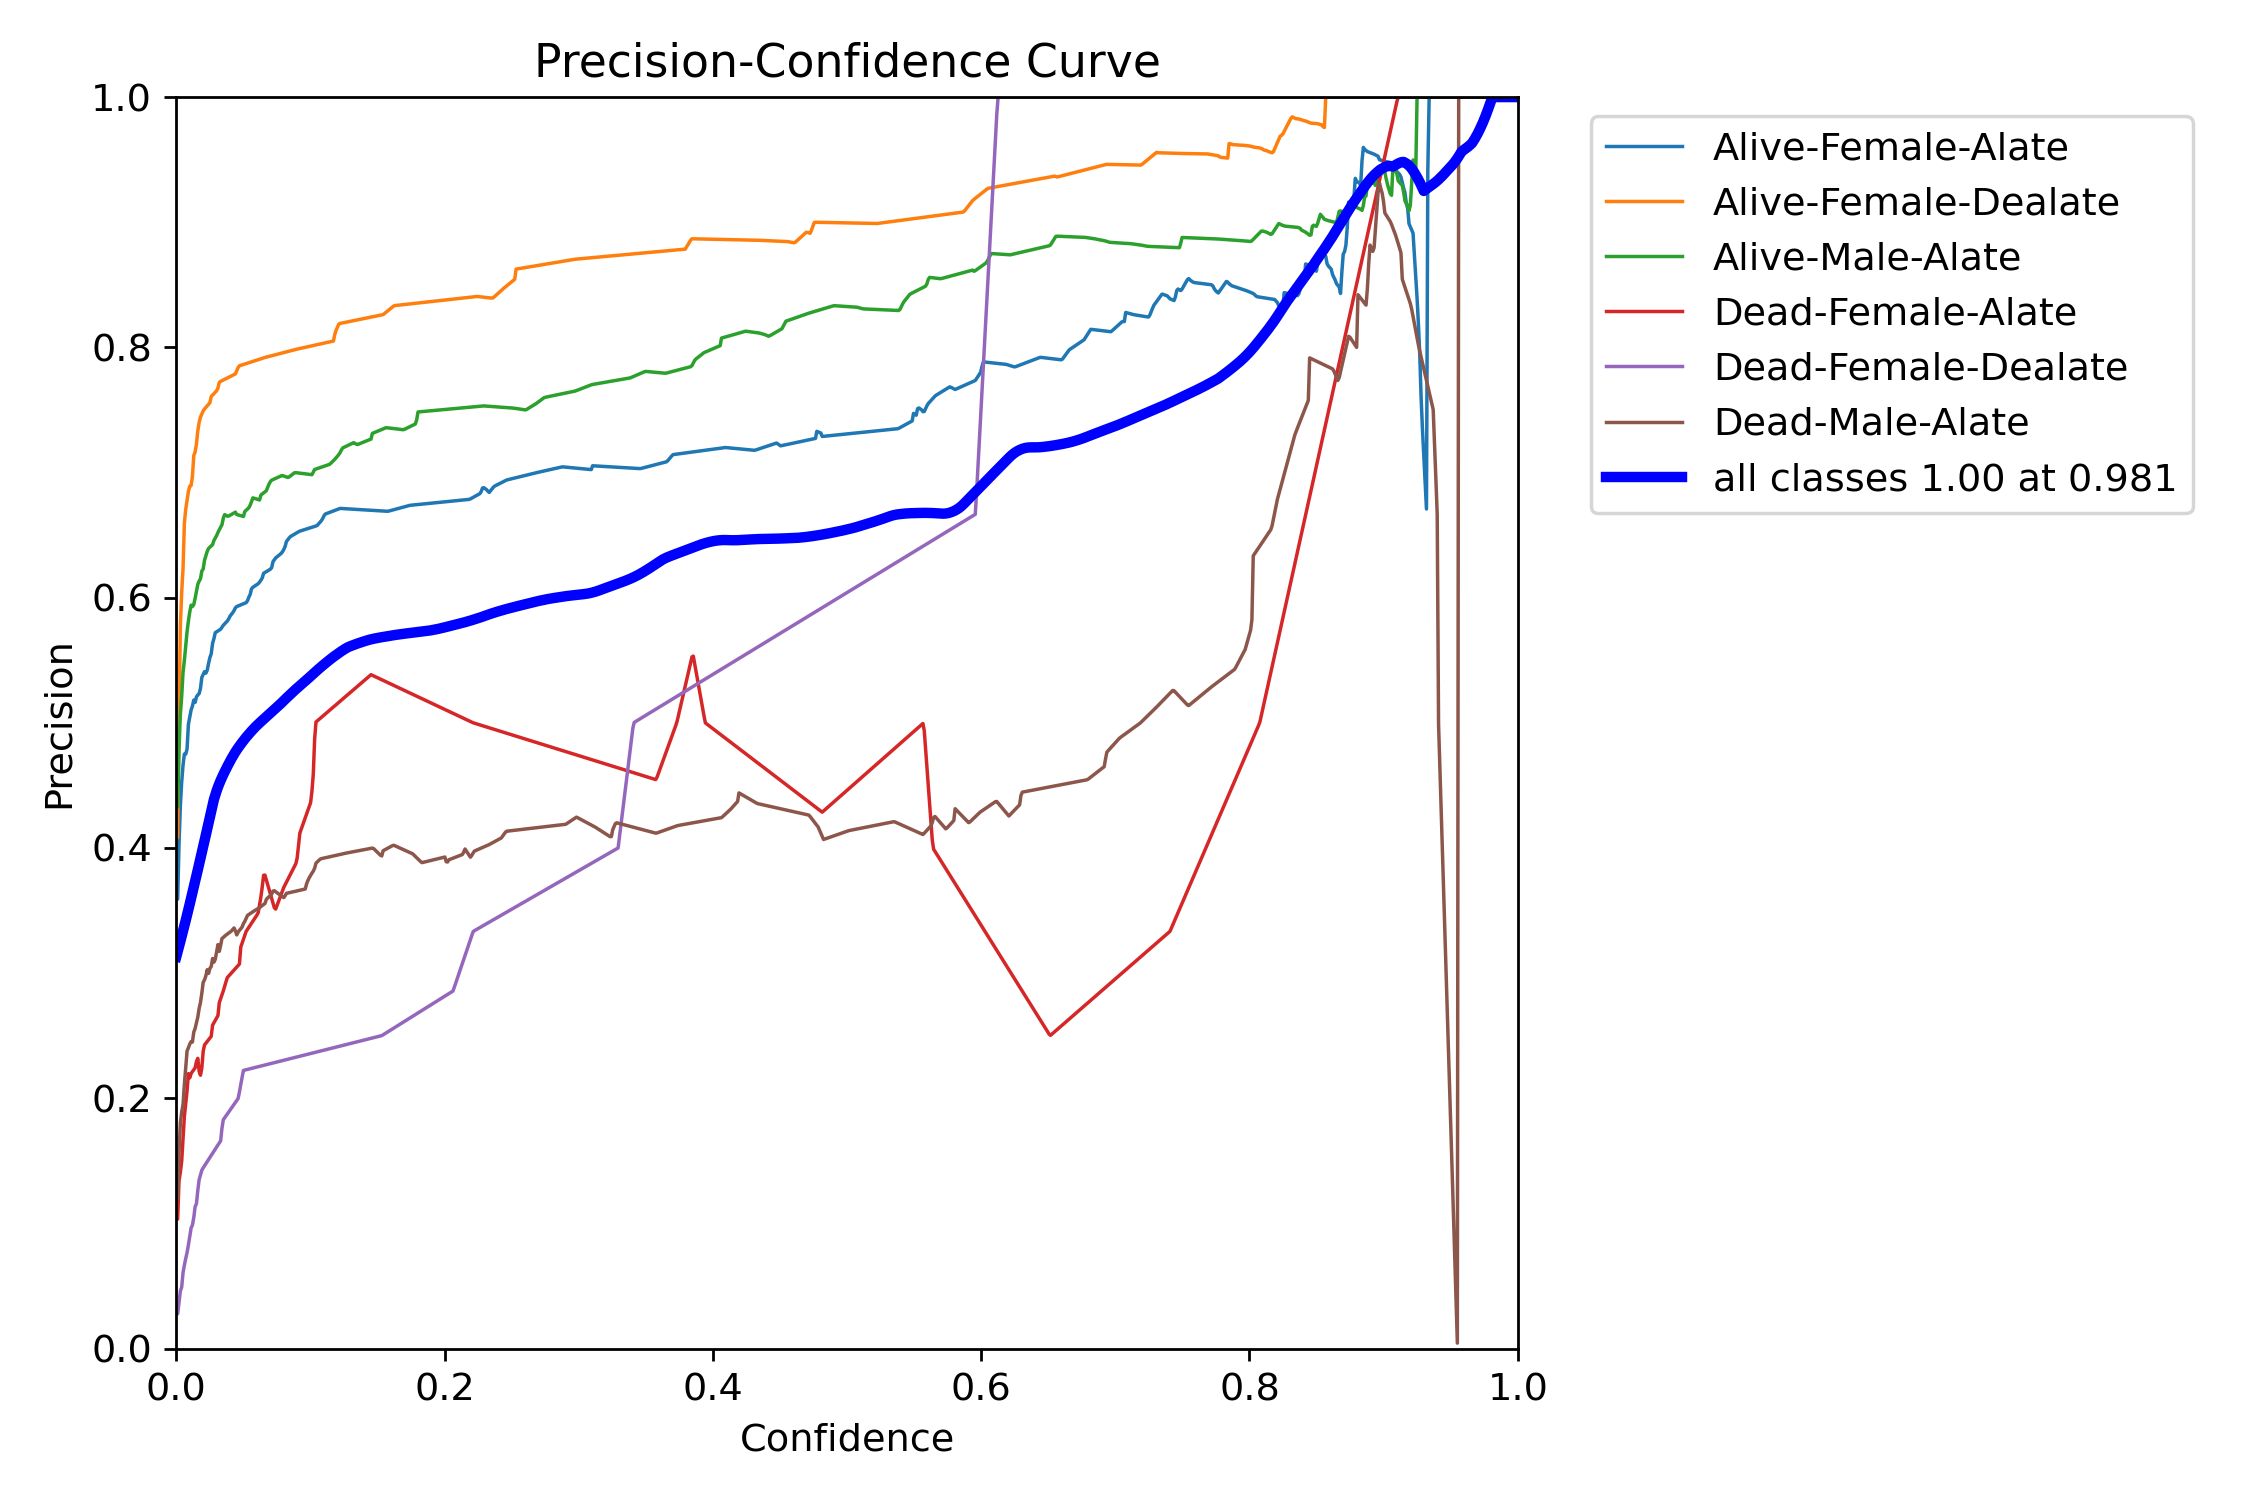 Precision-Confidence Curve
1.0
0.8
0.6
0.4
0.2
0.0
Precision
0.0 0.2 0.4 0.6 0.8 1.0
Confidence
Alive-Female-Alate
Alive-Female-Dealate
Alive-Male-Alate
Dead-Female-Alate
Dead-Female-Dealate
Dead-Male-Alate
all classes 1.00 at 0.981